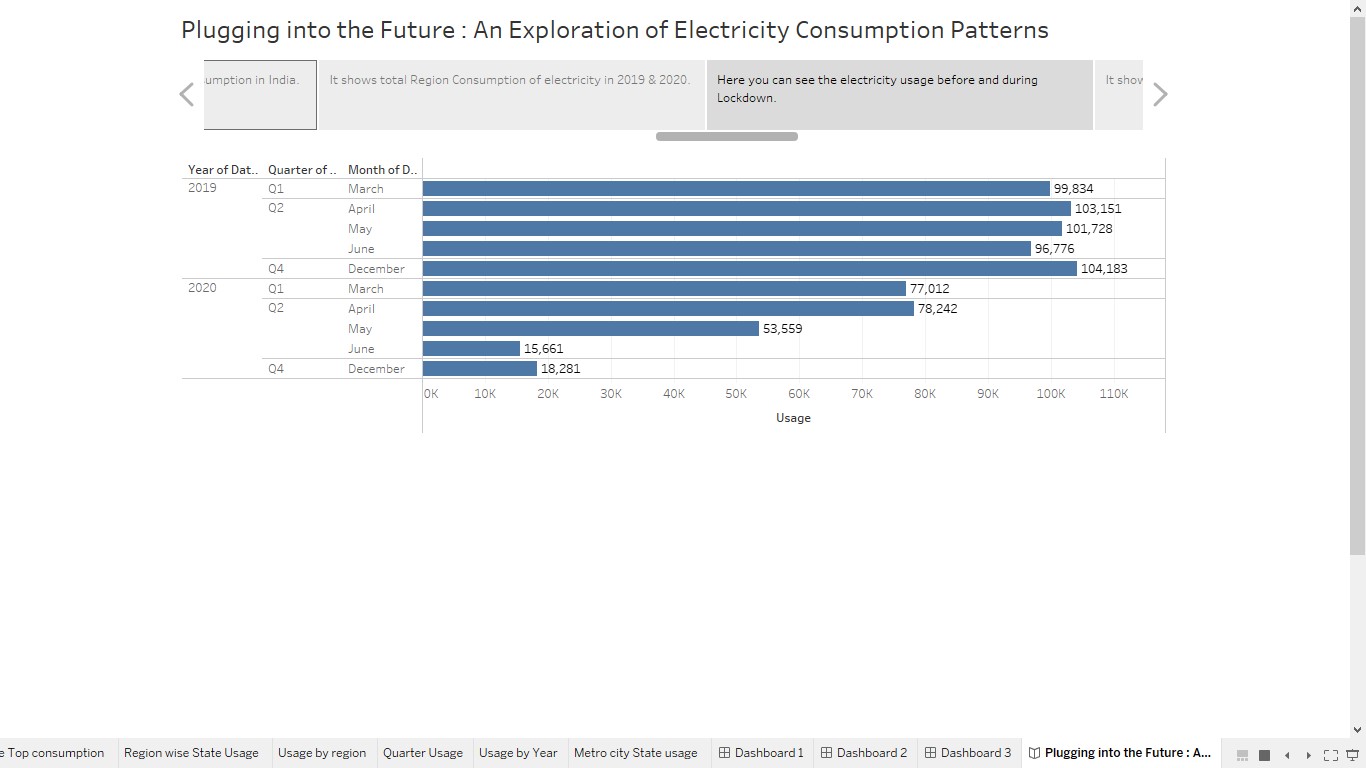 Plugging into the Future : An Exploration of Electricity Consumption Patterns
umption in India.
It shows total Region Consumption of electricity in 2019 & 2020.
Here you can see the electricity usage before and during
Lockdown.
It shov
Year of Dat.. Quarter of .. Month of D..
2019 Q1 March 99,834
Q2 April 103,151
May 101,728
June 96,776
Q4 December 104,183
2020 Q1 March 77,012
Q2 April 78,242
May 53,559
June 15,661
Q4 December 18,281
0K 10K 20K 30K 40K 50K 60K 70K 80K 90K 100K 110K
Usage
e Top consumption Region wise State Usage Usage by region Quarter Usage Usage by Year Metro city State usage Dashboard 1 Dashboard 2 Dashboard 3 Plugging into the Future : A...